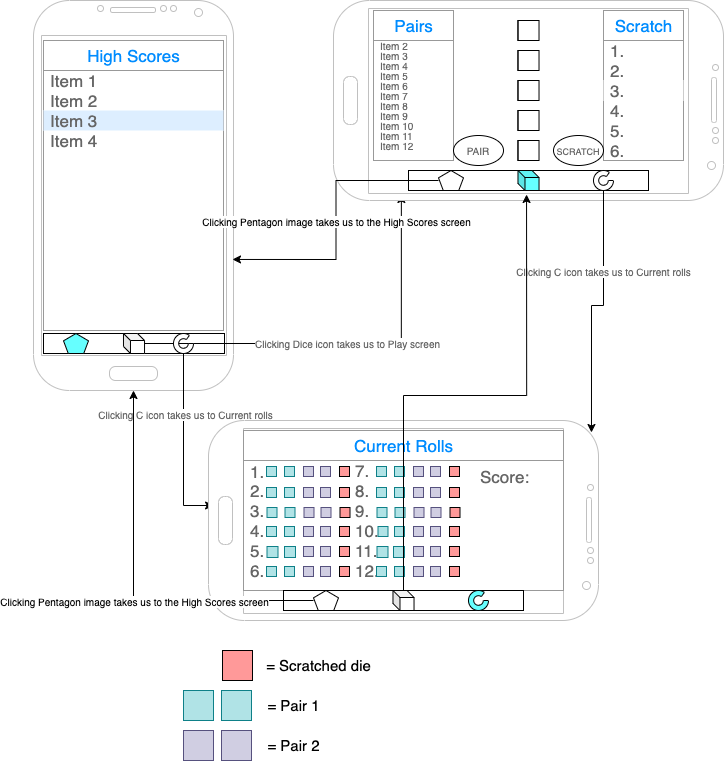 High Scores
Item 1
Item 2
Item 3
Item 4
Pairs
Item 2
Item 3
Item 4
Item 5
Item 6
Item 7
Item 8
Item 9
Item 10
Item 11
Item 12
PAIR
SCRATCH
Scratch
1.
2.
3.
4.
5.
6.
Clicking Pentagon image takes us to the High Scores screen
Clicking C icon takes us to Current rolls
Clicking Dice icon takes us to Play screen
Clicking C icon takes us to Current rolls
Current Rolls
1. 7.
2. 8.
3. 9.
4. 10.
5. 11.
6. 12.
Score:
Clicking Pentagon image takes us to the High Scores screen
= Scratched die
= Pair 1
= Pair 2